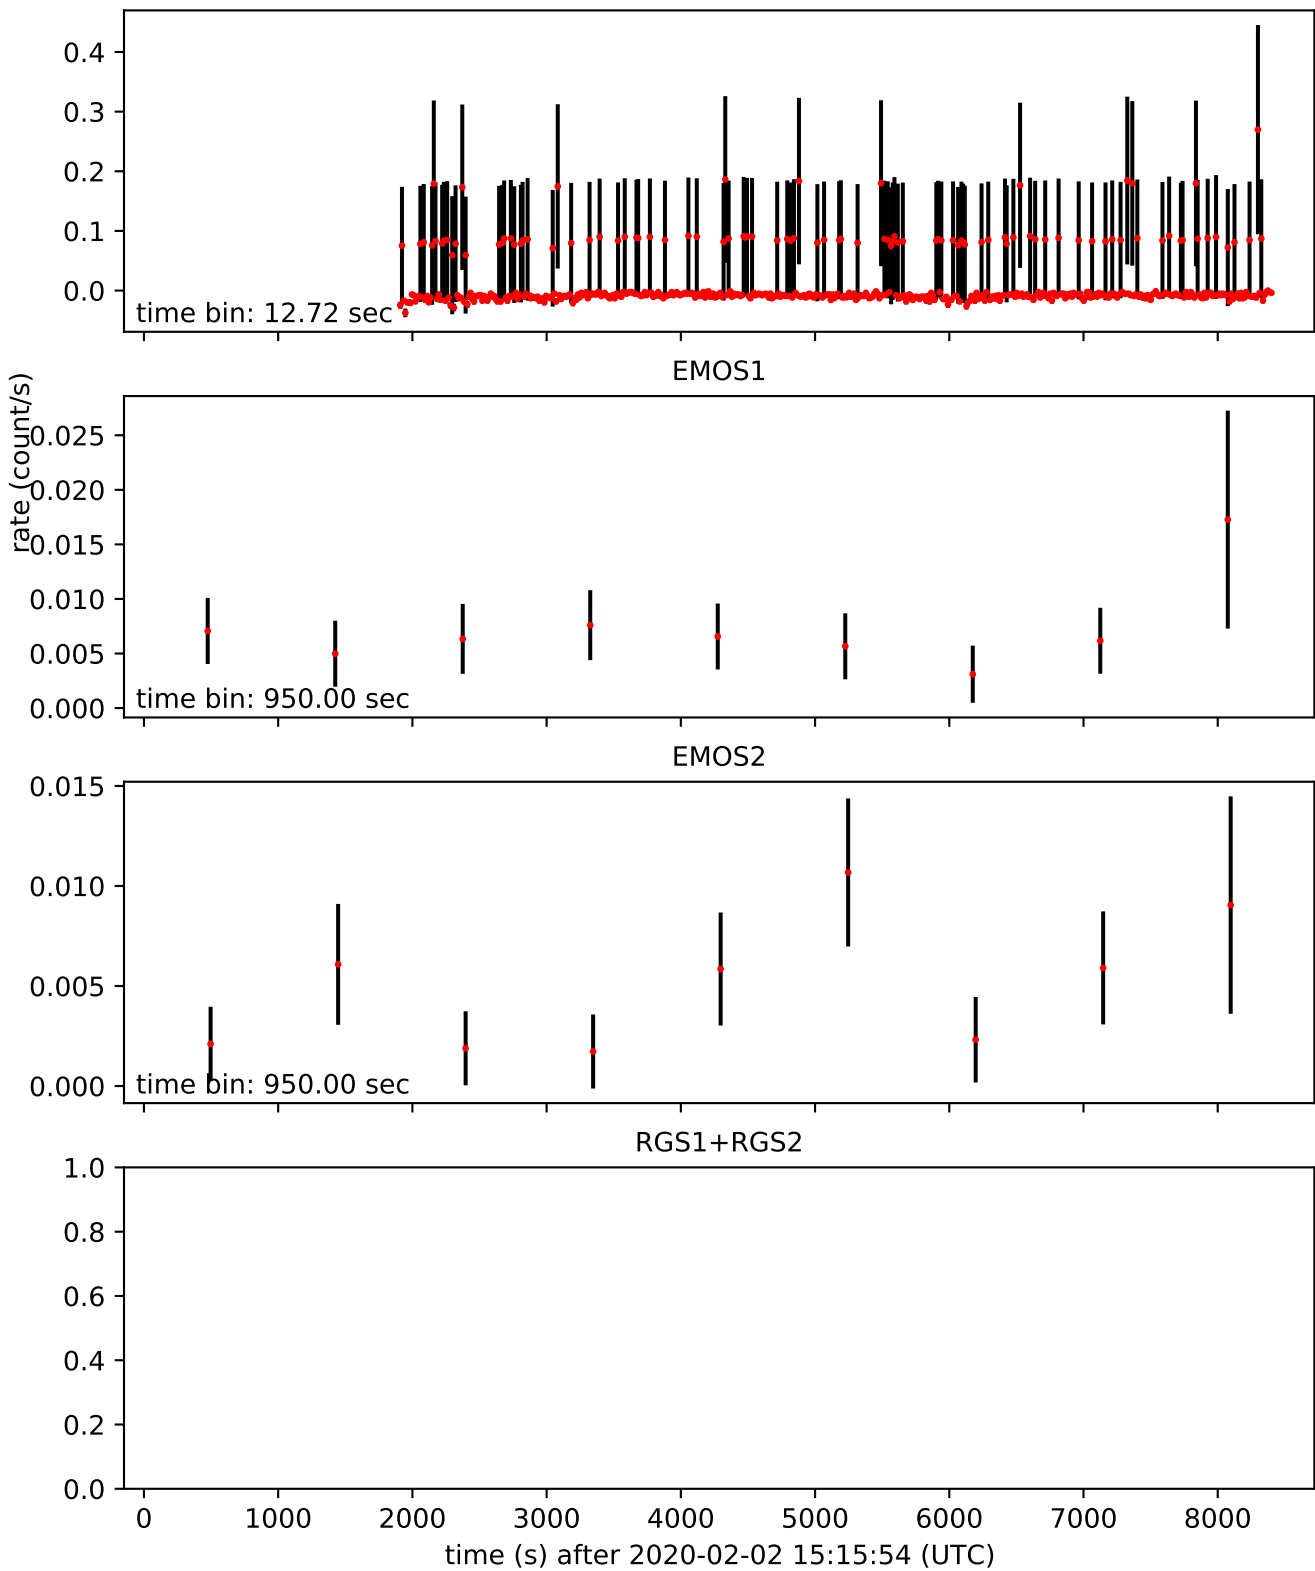 0.4
0.3
0.2
0.1
0.0
time bin: 12.72 sec
EMOS1
rate (count/s)
0.025
0.020
0.015
0.010
0.005
0.000
time bin: 950.00 sec
EMOS2
0.015
0.010
0.005
0.000
time bin: 950.00 sec
RGS1+RGS2
1.0
0.8
0.6
0.4
0.2
0.0
0 1000 2000 3000 4000 5000 6000 7000 8000
time (s) after 2020-02-02 15:15:54 (UTC)